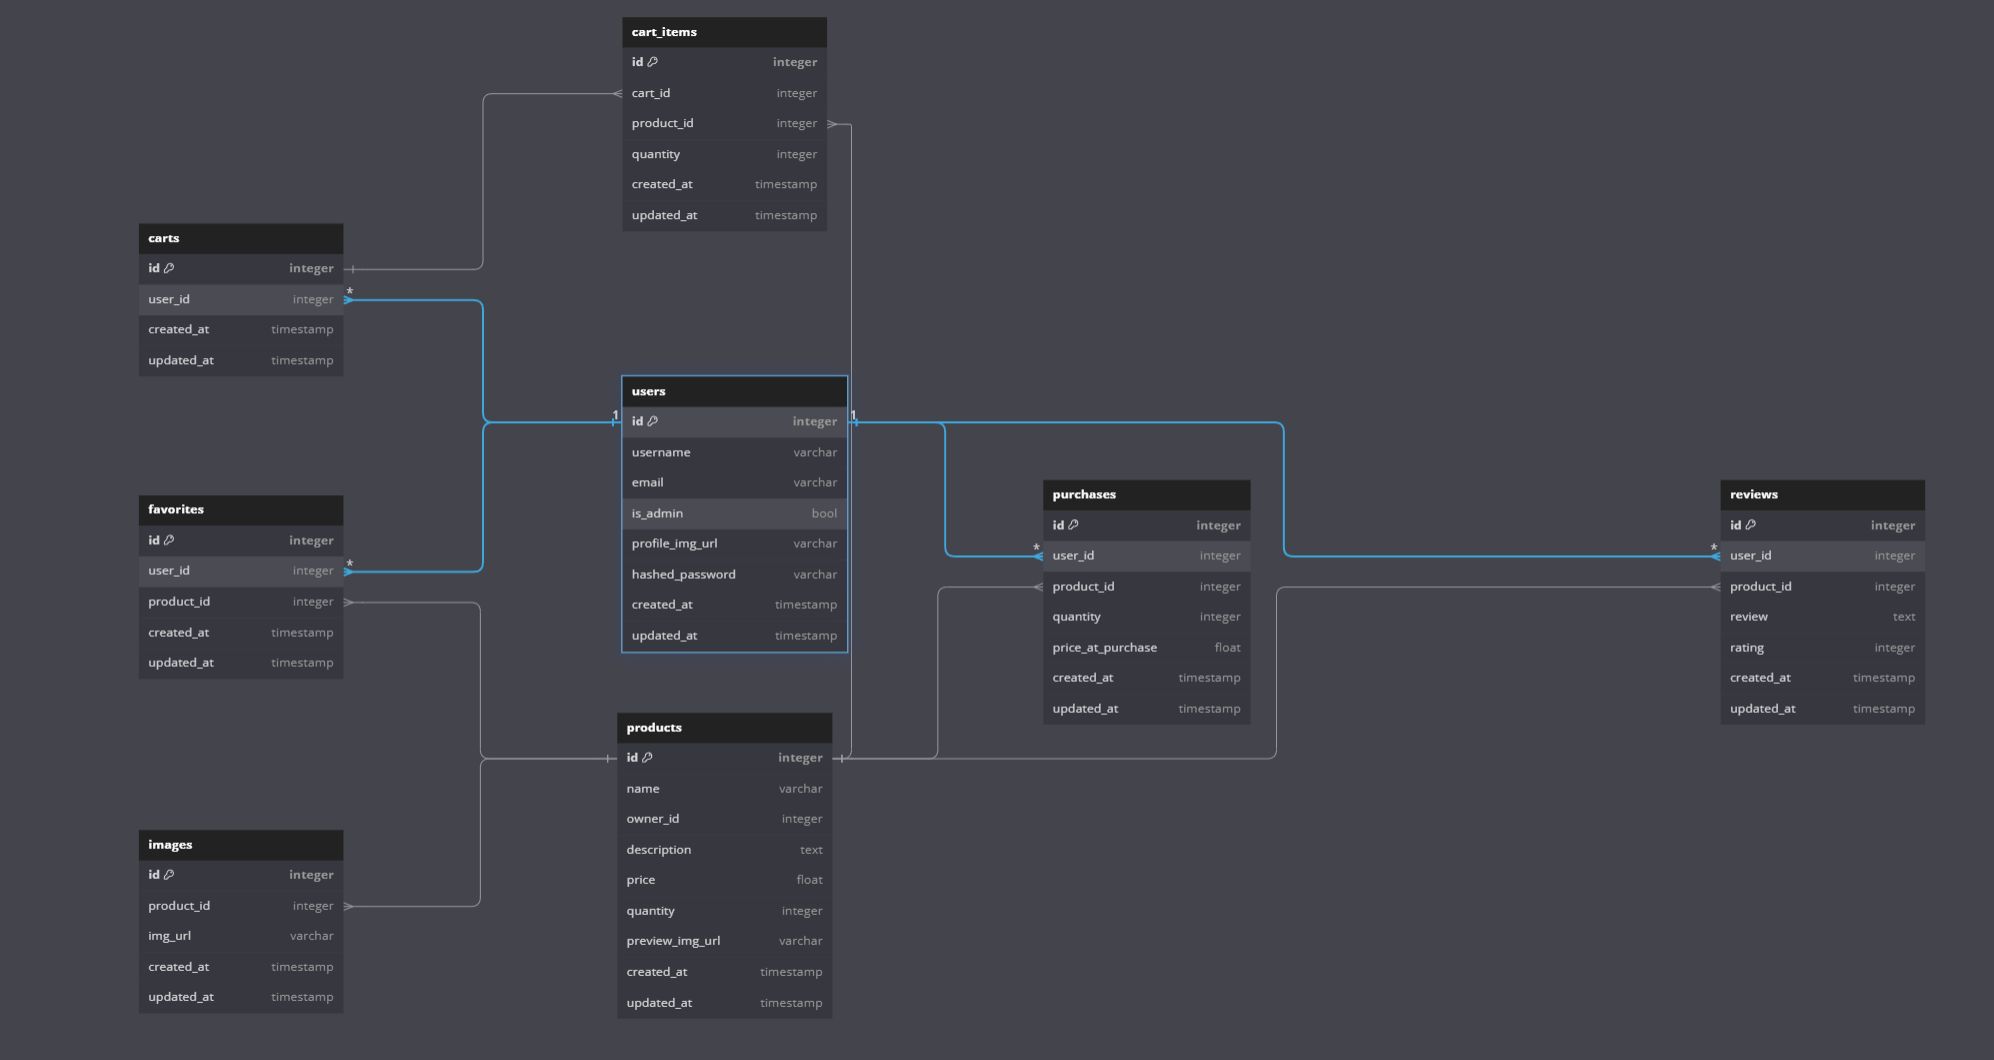 cart_items
id integer
cart_id integer
product_id integer
quantity integer
created_at timestamp
updated_at timestamp
carts
id integer
user_id integer
created_at timestamp
updated_at timestamp
*
users
id integer
username varchar
email varchar
is_admin bool
profile_img_url varchar
hashed_password varchar
created_at timestamp
updated_at timestamp
1
1
favorites
id integer
user_id integer
product_id integer
created_at timestamp
updated_at timestamp
*
purchases
id integer
user_id integer
product_id integer
quantity integer
price_at_purchase float
created_at timestamp
updated_at timestamp
*
reviews
id integer
user_id integer
product_id integer
review text
rating integer
created_at timestamp
updated_at timestamp
*
products
id integer
name varchar
owner_id integer
description text
price float
quantity integer
preview_img_url varchar
created_at timestamp
updated_at timestamp
images
id integer
product_id integer
img_url varchar
created_at timestamp
updated_at timestamp